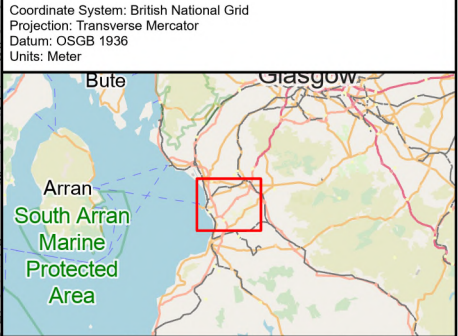 Coordinate System: British National Grid
Projection: Transverse Mercator
Datum: OSGB 1936
Units: Meter
Bute
Glasgow
Arran
South Arran
Marine
Protected
Area